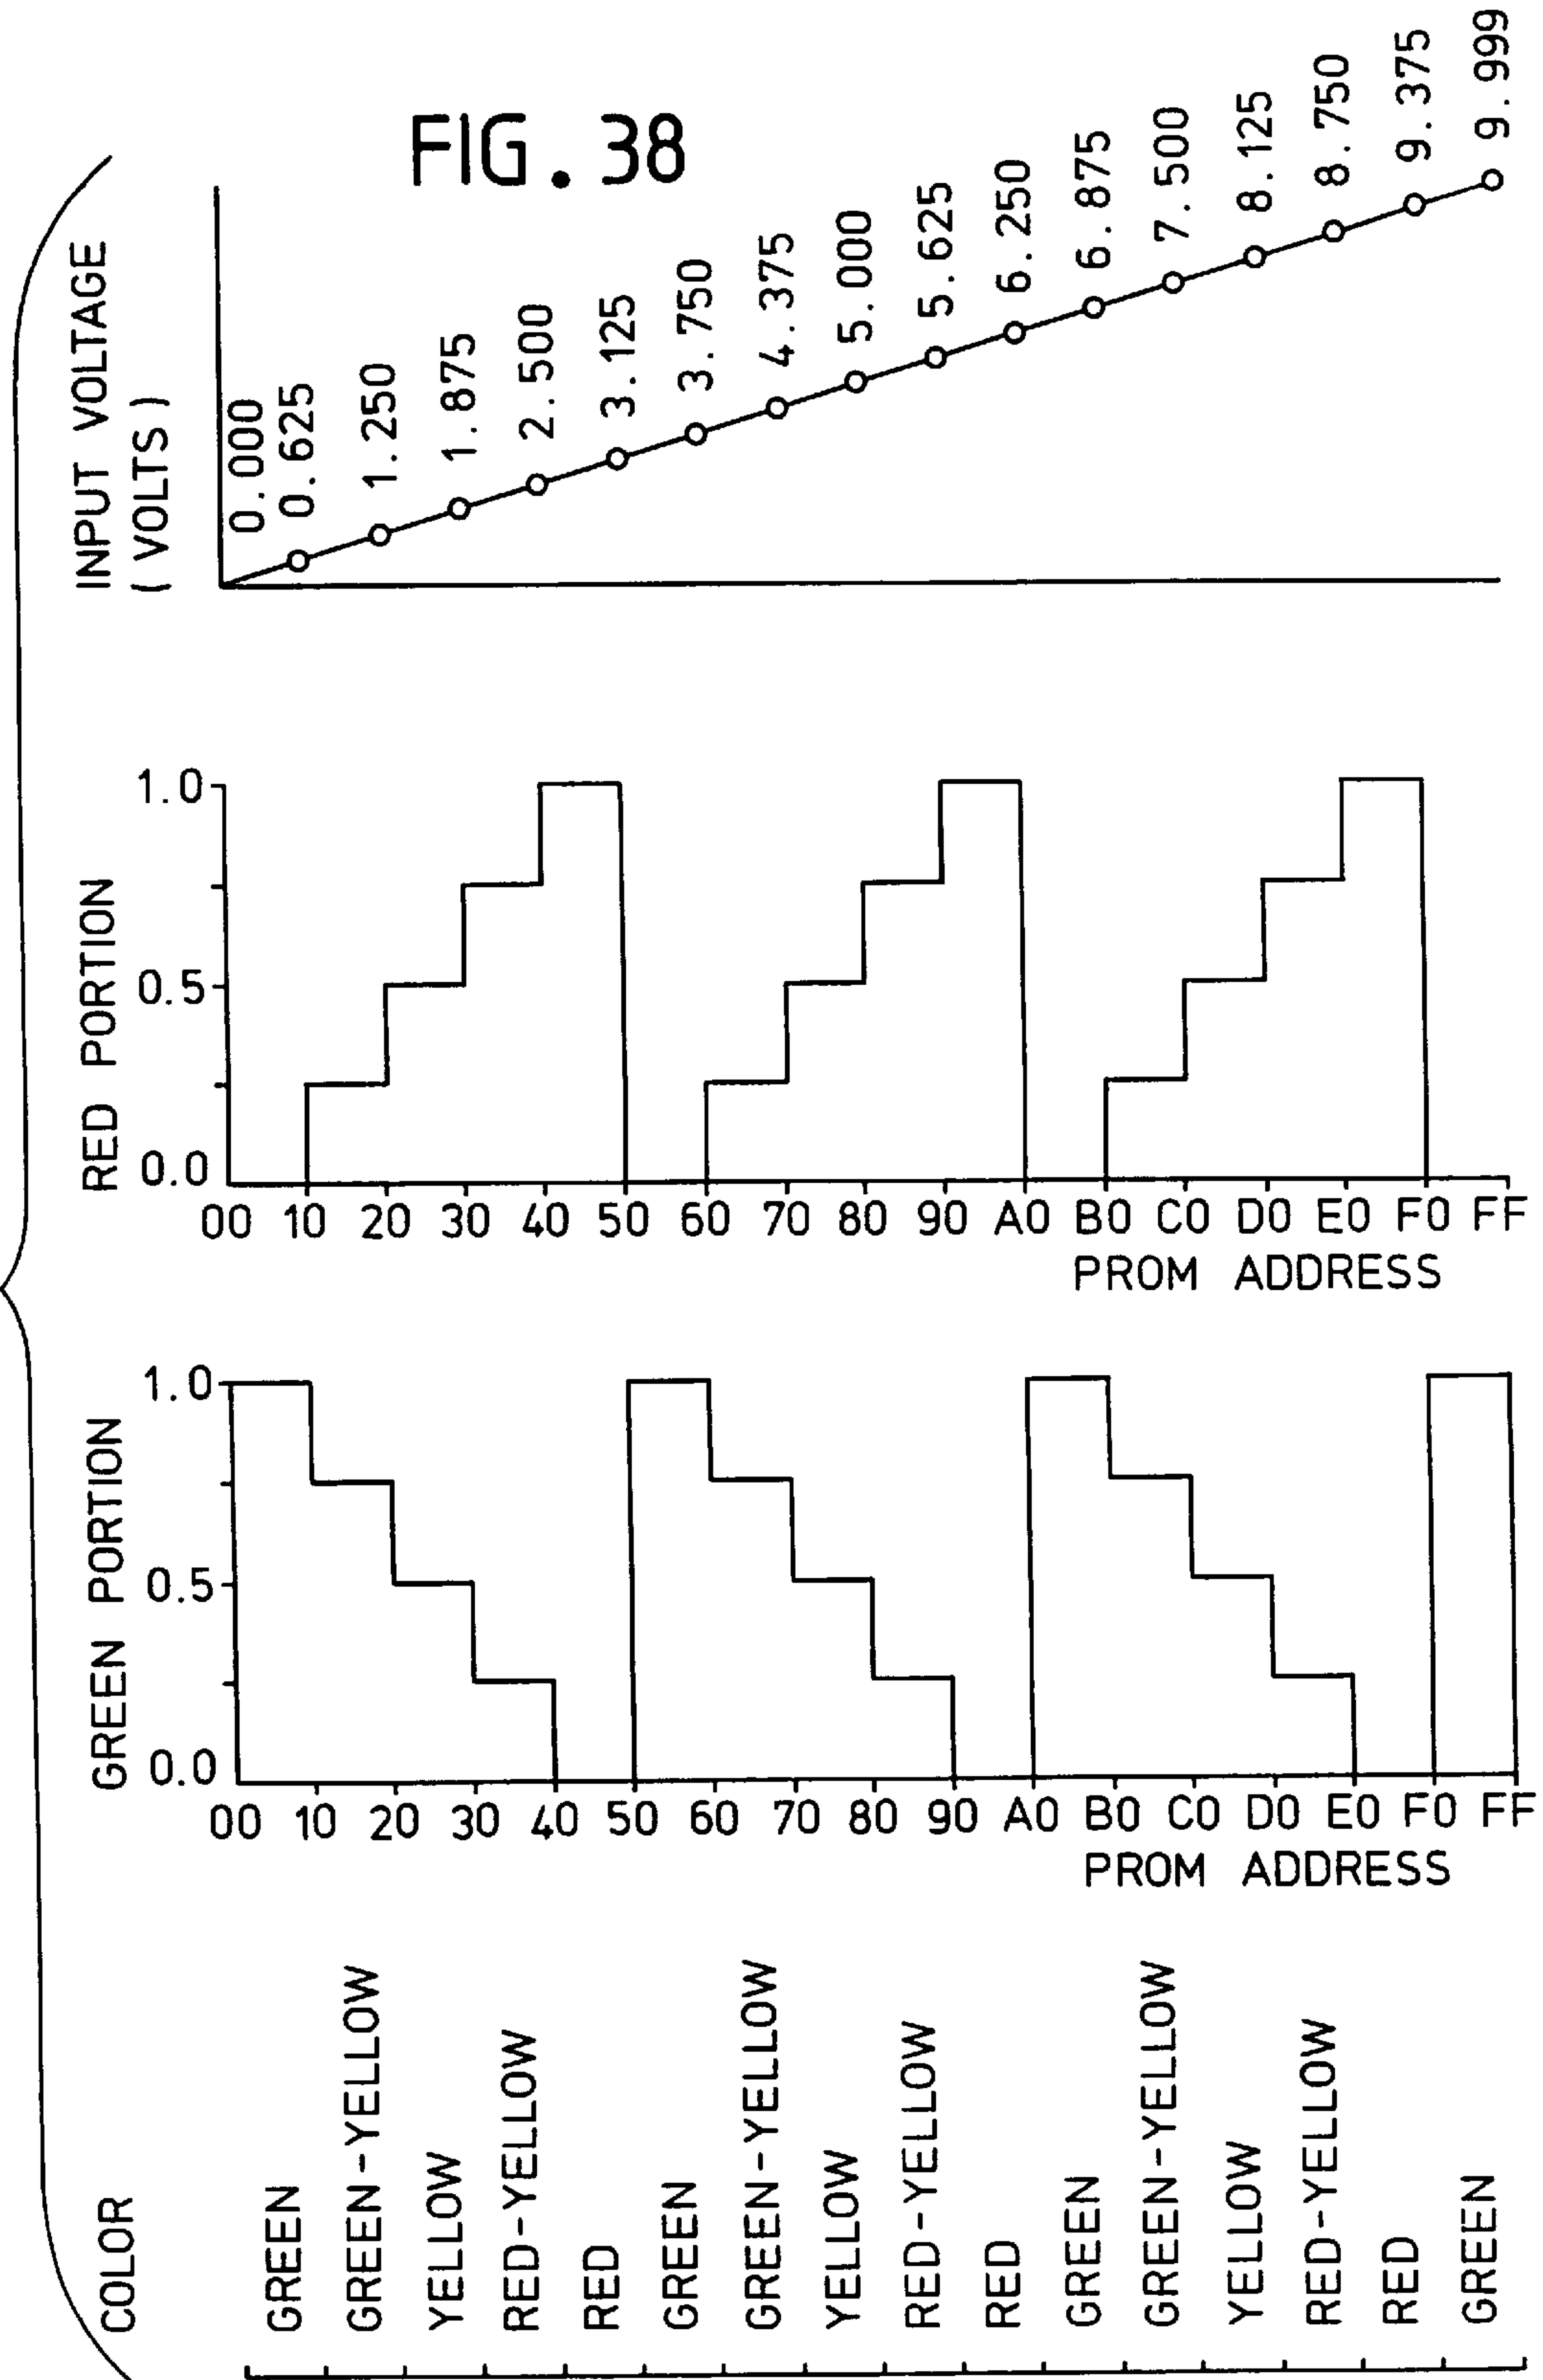 FIG. 38
INPUT VOLTAGE
(VOLTS)
0.000
0.625
1.250
1.875
2.500
3.125
3.750
4.375
5.000
5.625
6.250
6.875
7.500
8.125
8.750
9.375
9.999
RED PORTION
1.0
0.5
0.0
00 10 20 30 40 50 60 70 80 90 A0 B0 C0 D0 E0 F0 FF
PROM ADDRESS
GREEN PORTION
1.0
0.5
0.0
00 10 20 30 40 50 60 70 80 90 A0 B0 C0 D0 E0 F0 FF
PROM ADDRESS
COLOR
GREEN
GREEN-YELLOW
YELLOW
RED-YELLOW
RED
GREEN
GREEN-YELLOW
YELLOW
RED-YELLOW
RED
GREEN
GREEN-YELLOW
YELLOW
RED-YELLOW
RED
GREEN